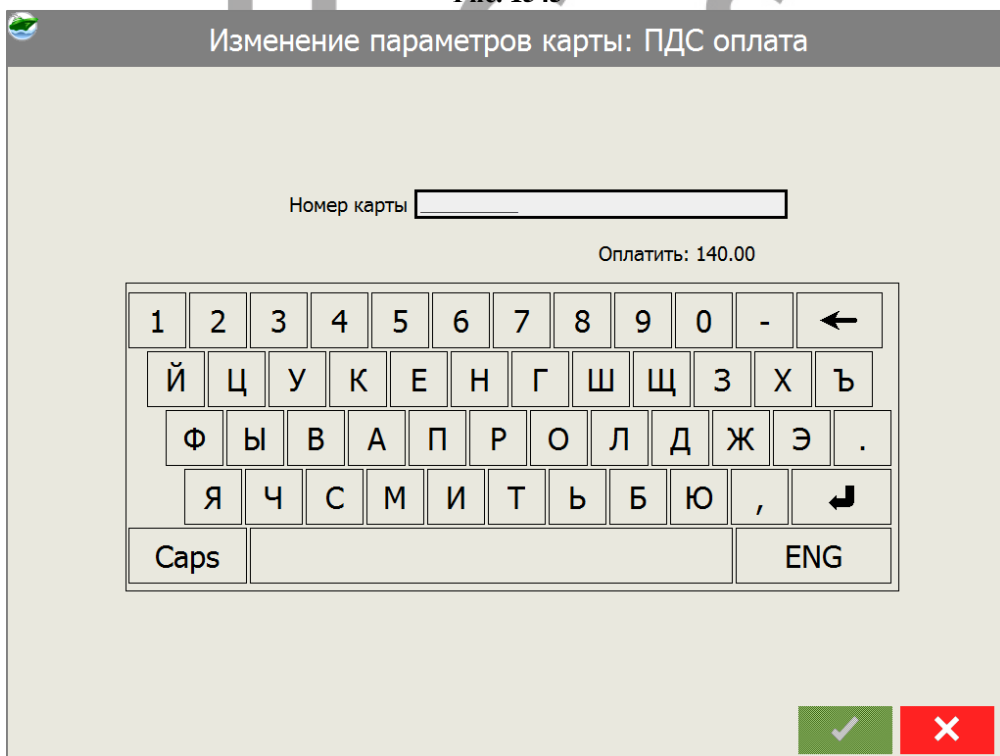 Изменение параметров карты: ПДС оплата
Номер карты _________
Оплатить: 140.00
1 2 3 4 5 6 7 8 9 0 - ←
Й Ц У К Е Н Г Ш Щ З Х Ъ
Ф Ы В А П Р О Л Д Ж Э .
Я Ч С М И Т Ь Б Ю ,
Caps ENG